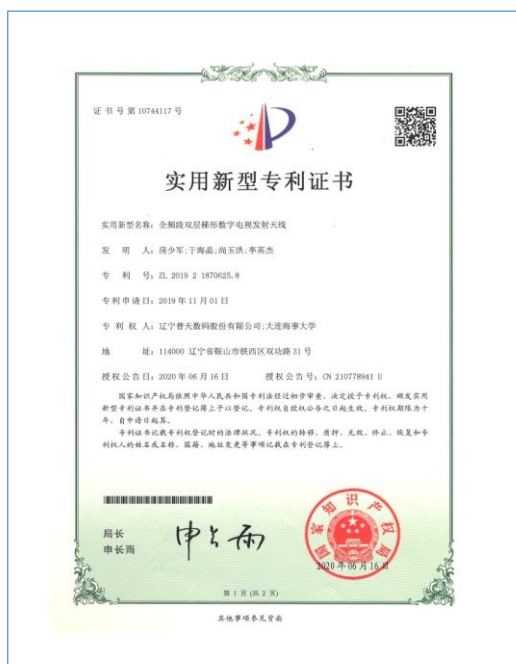 证书号第10744117号
实用新型专利证书
实用新型名称：全频段双层梯形数字电视发射天线
发明人：房少军;于海晶;尚玉洪;李英杰
专利号：ZL 2019 2 1870625.8
专利申请日：2019年11月01日
专利权人：辽宁普天数码股份有限公司;大连海事大学
地址：114000 辽宁省鞍山市铁西区双功路31号
授权公告日：2020年06月16日 授权公告号：CN 210778941 U
国家知识产权局依照中华人民共和国专利法经过初步审查，决定授予专利权，颁发实用
新型专利证书并在专利登记簿上予以登记。专利权自授权公告之日起生效。专利权期限为十
年，自申请日起算。
专利证书记载专利权登记时的法律状况。专利权的转移、质押、无效、终止、恢复和专
利权人的姓名或名称、国籍、地址变更等事项记载在专利登记簿上。
局长
申长雨
申长雨
国家知识产权局
2020年06月16日
第 1 页 (共 2 页)
其他事项参见背面